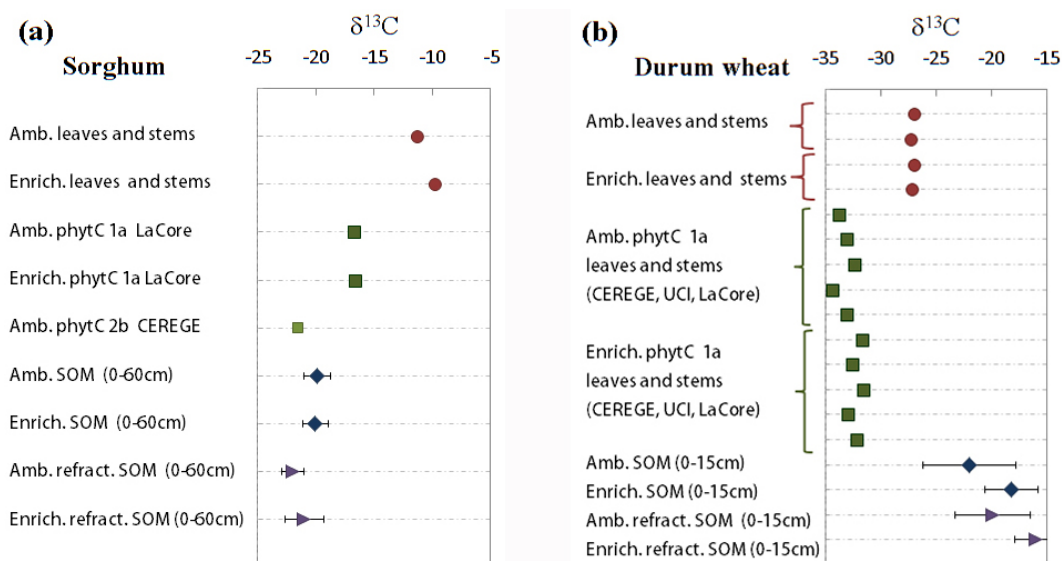 (a)
δ13C
Sorghum
-25 -20 -15 -10 -5
Amb. leaves and stems
Enrich. leaves and stems
Amb. phytC 1a LaCore
Enrich. phytC 1a LaCore
Amb. phytC 2b CEREGE
Amb. SOM (0-60cm)
Enrich. SOM (0-60cm)
Amb. refract. SOM (0-60cm)
Enrich. refract. SOM (0-60cm)
(b)
δ13C
Durum wheat
-35 -30 -25 -20 -15
Amb. leaves and stems
Enrich. leaves and stems
Amb. phytC 1a
leaves and stems
(CEREGE, UCI, LaCore)
Enrich. phytC 1a
leaves and stems
(CEREGE, UCI, LaCore)
Amb. SOM (0-15cm)
Enrich. SOM (0-15cm)
Amb. refract. SOM (0-15cm)
Enrich. refract. SOM (0-15cm)